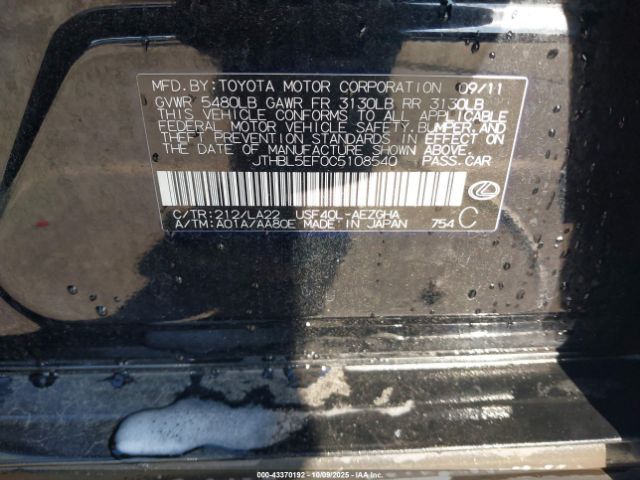 MFD. BY: TOYOTA MOTOR CORPORATION 09/11
GVWR 5480LB GAWR FR 3130LB RR 3130LB
THIS VEHICLE CONFORMS TO ALL APPLICABLE
FEDERAL MOTOR VEHICLE SAFETY, BUMPER, AND
THEFT PREVENTION STANDARDS IN EFFECT ON THE
DATE OF MANUFACTURE SHOWN ABOVE.
JTHBL5EF0C5108540 PASS.CAR
C/TR:212/LA22 USF40L-AEZGHA
A/TM:A01A/AA80E MADE IN JAPAN 754 C
000-43370192 - 10/09/2025 - IAAI.COM